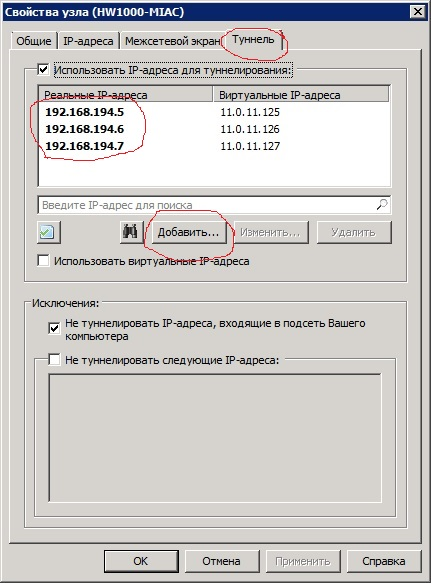 Свойства узла (HW1000-MIAC)
Общие IP-адреса Межсетевой экран Туннель
Использовать IP-адреса для туннелирования:
Реальные IP-адреса Виртуальные IP-адреса
192.168.194.5 11.0.11.125
192.168.194.6 11.0.11.126
192.168.194.7 11.0.11.127
Введите IP-адрес для поиска
Добавить... Изменить... Удалить
Использовать виртуальные IP-адреса
Исключения:
Не туннелировать IP-адреса, входящие в подсеть Вашего
компьютера
Не туннелировать следующие IP-адреса:
OK Отмена Применить Справка